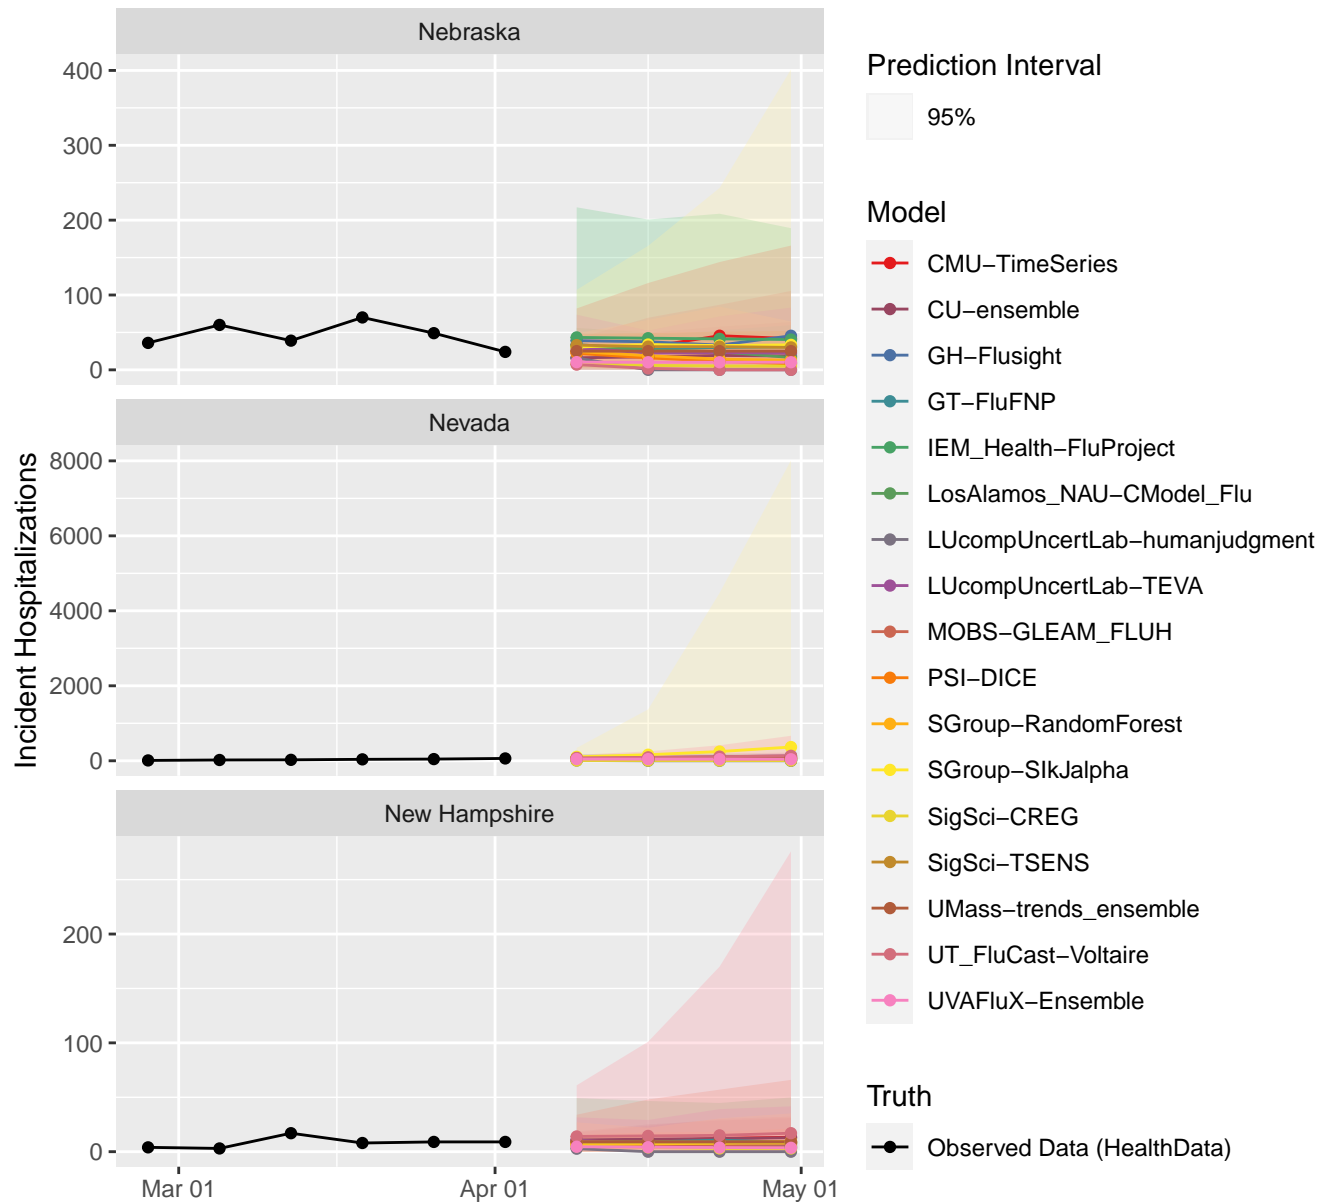 Nebraska
400
300
200
100
0
Nevada
8000
6000
4000
2000
0
New Hampshire
200
100
0
Mar 01
Apr 01
May 01
Incident Hospitalizations
Prediction Interval
95%
Model
CMU−TimeSeries
CU−ensemble
GH−Flusight
GT−FluFNP
IEM_Health−FluProject
LosAlamos_NAU−CModel_Flu
LUcompUncertLab−humanjudgment
LUcompUncertLab−TEVA
MOBS−GLEAM_FLUH
PSI−DICE
SGroup−RandomForest
SGroup−SIkJalpha
SigSci−CREG
SigSci−TSENS
UMass−trends_ensemble
UT_FluCast−Voltaire
UVAFluX−Ensemble
Truth
Observed Data (HealthData)